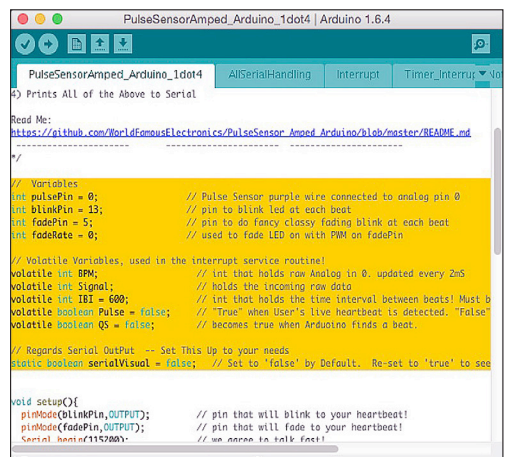 PulseSensorAmped_Arduino_1dot4 | Arduino 1.6.4
PulseSensorAmped_Arduino_1dot4 AllSerialHandling Interrupt Timer_Interrup Not
4) Prints All of the Above to Serial
Read Me:
https://github.com/WorldFamousElectronics/PulseSensor_Amped_Arduino/blob/master/README.md
---------------------- ---------------------- ----------------------
*/
// Variables
int pulsePin = 0; // Pulse Sensor purple wire connected to analog pin 0
int blinkPin = 13; // pin to blink led at each beat
int fadePin = 5; // pin to do fancy classy fading blink at each beat
int fadeRate = 0; // used to fade LED on with PWM on fadePin
// Volatile Variables, used in the interrupt service routine!
volatile int BPM; // int that holds raw Analog in 0. updated every 2mS
volatile int Signal; // holds the incoming raw data
volatile int IBI = 600; // int that holds the time interval between beats! Must b
volatile boolean Pulse = false; // "True" when User's live heartbeat is detected. "False"
volatile boolean QS = false; // becomes true when Arduoino finds a beat.
// Regards Serial OutPut -- Set This Up to your needs
static boolean serialVisual = false; // Set to 'false' by Default. Re-set to 'true' to see
void setup(){
pinMode(blinkPin,OUTPUT); // pin that will blink to your heartbeat!
pinMode(fadePin,OUTPUT); // pin that will fade to your heartbeat!
Serial.begin(115200); // we agree to talk fast!